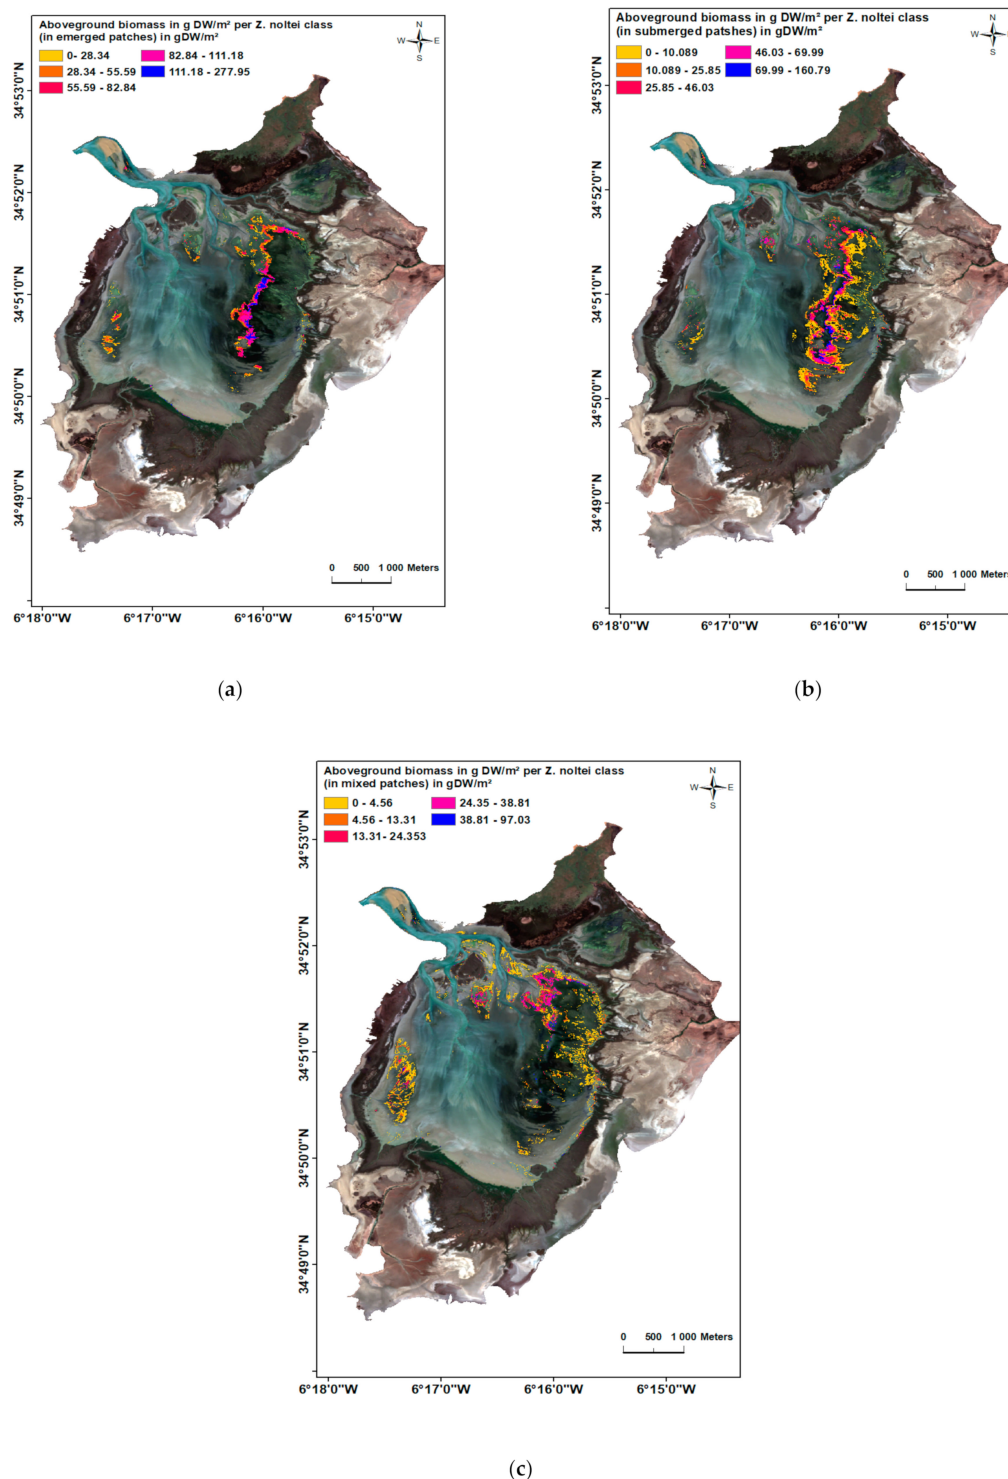 Aboveground biomass in g DW/m² per Z. noltei class
(in emerged patches) in gDW/m²
0- 28.34
82.84 - 111.18
28.34 - 55.59
111.18 - 277.95
55.59 - 82.84
N
W
E
S
34°53'0"N
34°52'0"N
34°51'0"N
34°50'0"N
34°49'0"N
0 500 1 000 Meters
6°18'0"W 6°17'0"W 6°16'0"W 6°15'0"W
(a)
Aboveground biomass in g DW/m² per Z. noltei class
(in submerged patshes) in gDW/m²
0 - 10.089
46.03 - 69.99
10.089 - 25.85
69.99 - 160.79
25.85 - 46.03
N
W
E
S
34°53'0"N
34°52'0"N
34°51'0"N
34°50'0"N
34°49'0"N
0 500 1 000 Meters
6°18'0"W 6°17'0"W 6°16'0"W 6°15'0"W
(b)
Aboveground biomass in g DW/m² per Z. noltei class
(in mixed patches) in gDW/m²
0 - 4.56
24.35 - 38.81
4.56 - 13.31
38.81 - 97.03
13.31- 24.353
N
W
E
S
34°53'0"N
34°52'0"N
34°51'0"N
34°50'0"N
34°49'0"N
0 500 1 000 Meters
6°18'0"W 6°17'0"W 6°16'0"W 6°15'0"W
(c)